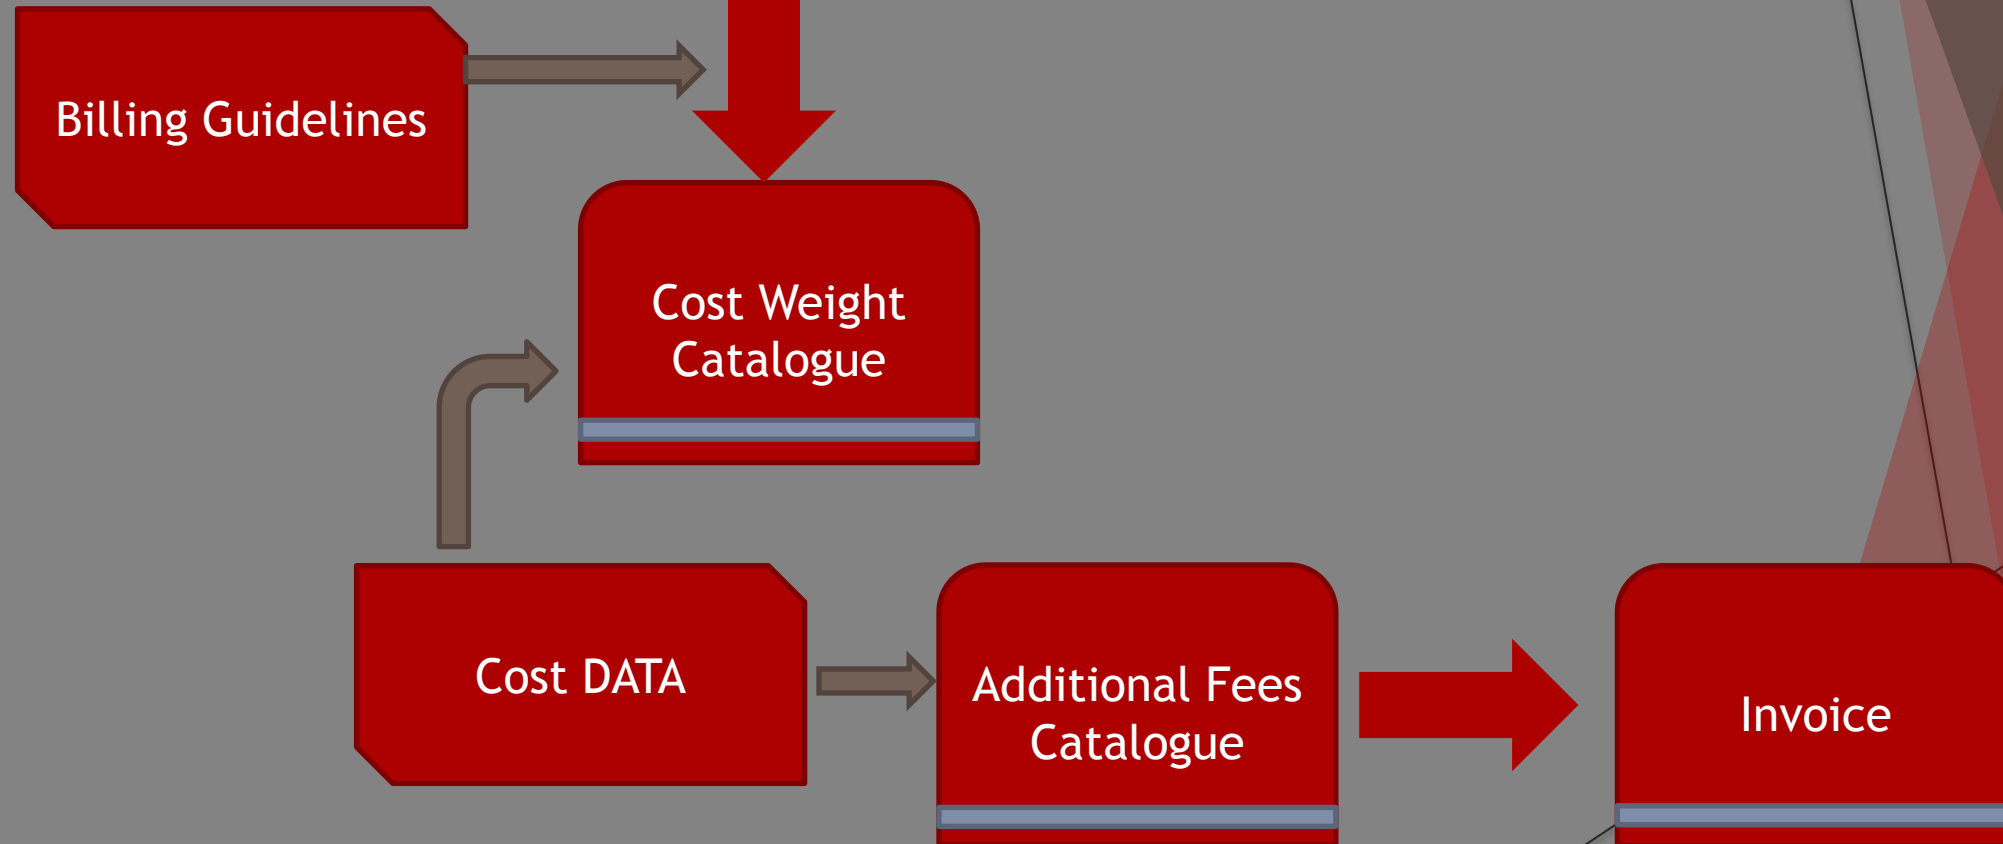 Billing Guidelines
Cost Weight
Catalogue
Cost DATA
Additional Fees
Catalogue
Invoice